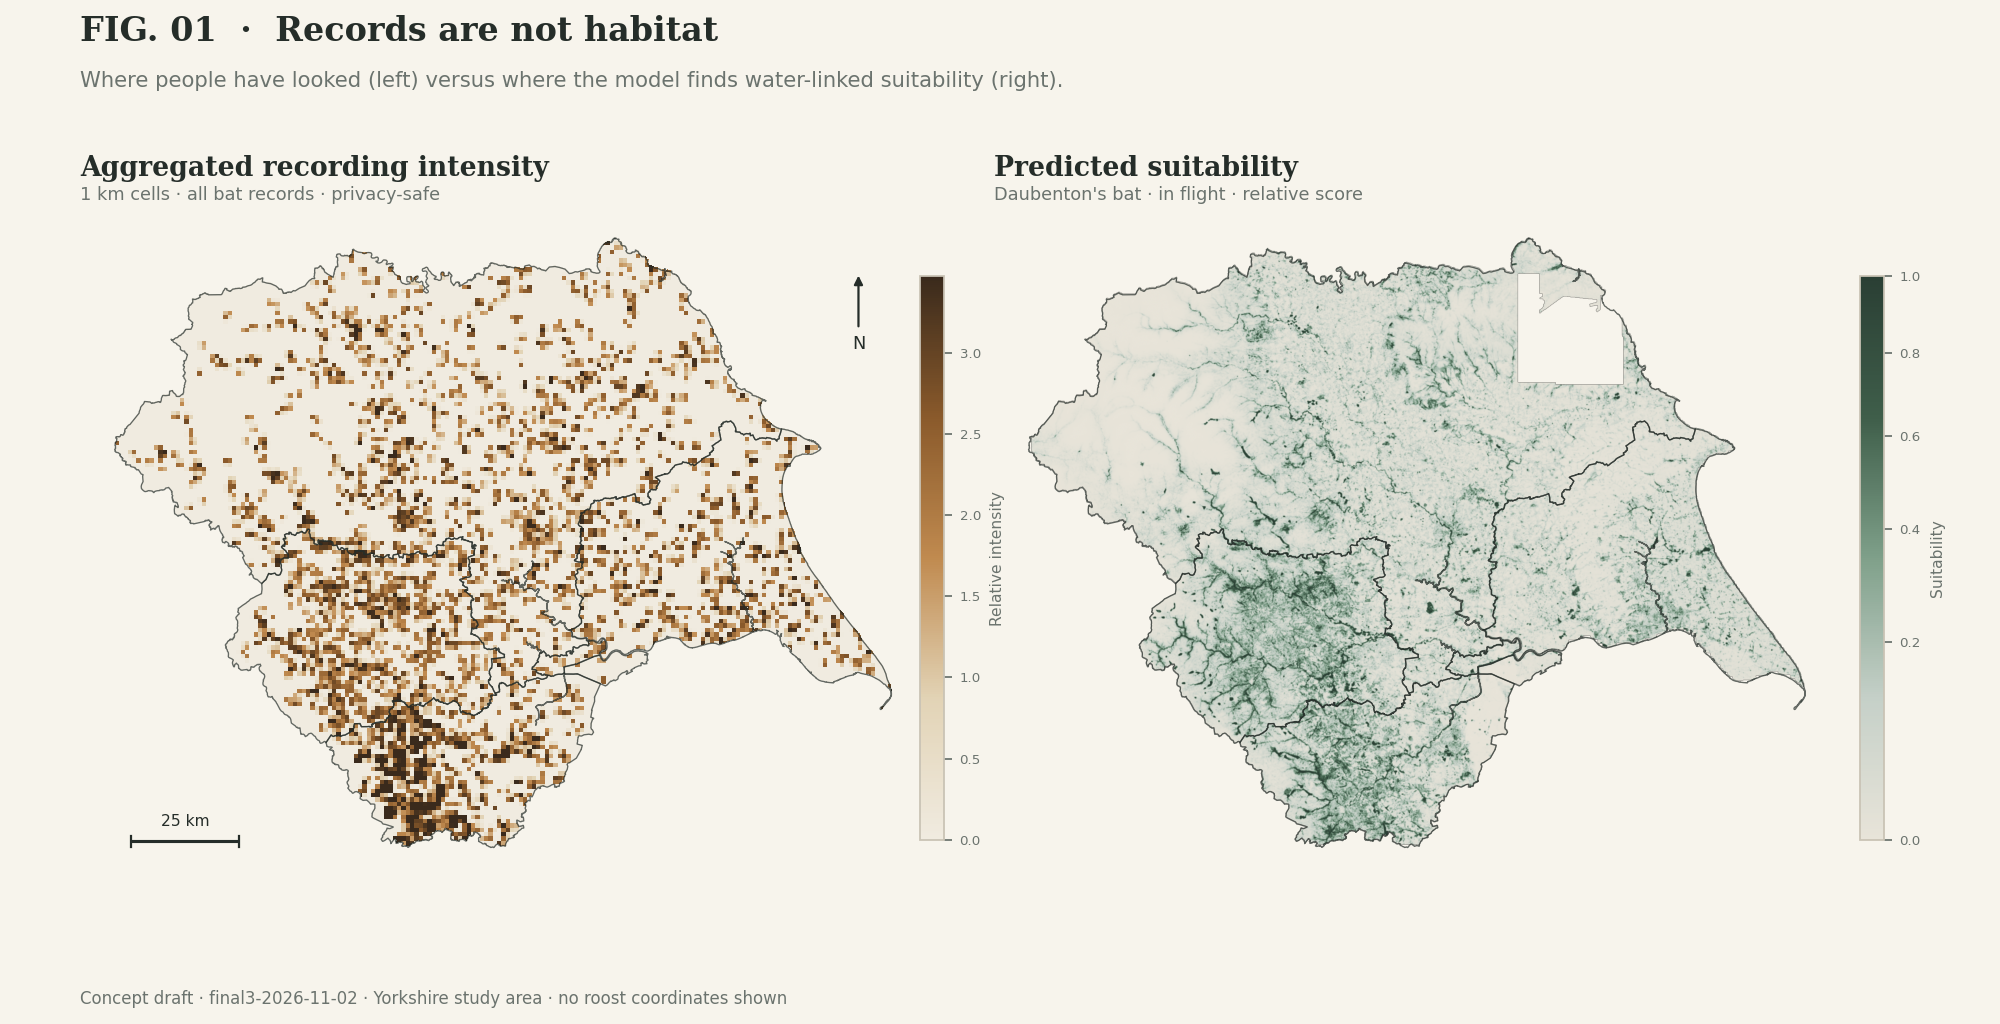 FIG. 01 · Records are not habitat
Where people have looked (left) versus where the model finds water-linked suitability (right).
Aggregated recording intensity
1 km cells · all bat records · privacy-safe
N
25 km
3.0
2.5
2.0
1.5
1.0
0.5
0.0
Relative intensity
Predicted suitability
Daubenton's bat · in flight · relative score
1.0
0.8
0.6
0.4
0.2
0.0
Suitability
Concept draft · final3-2026-11-02 · Yorkshire study area · no roost coordinates shown